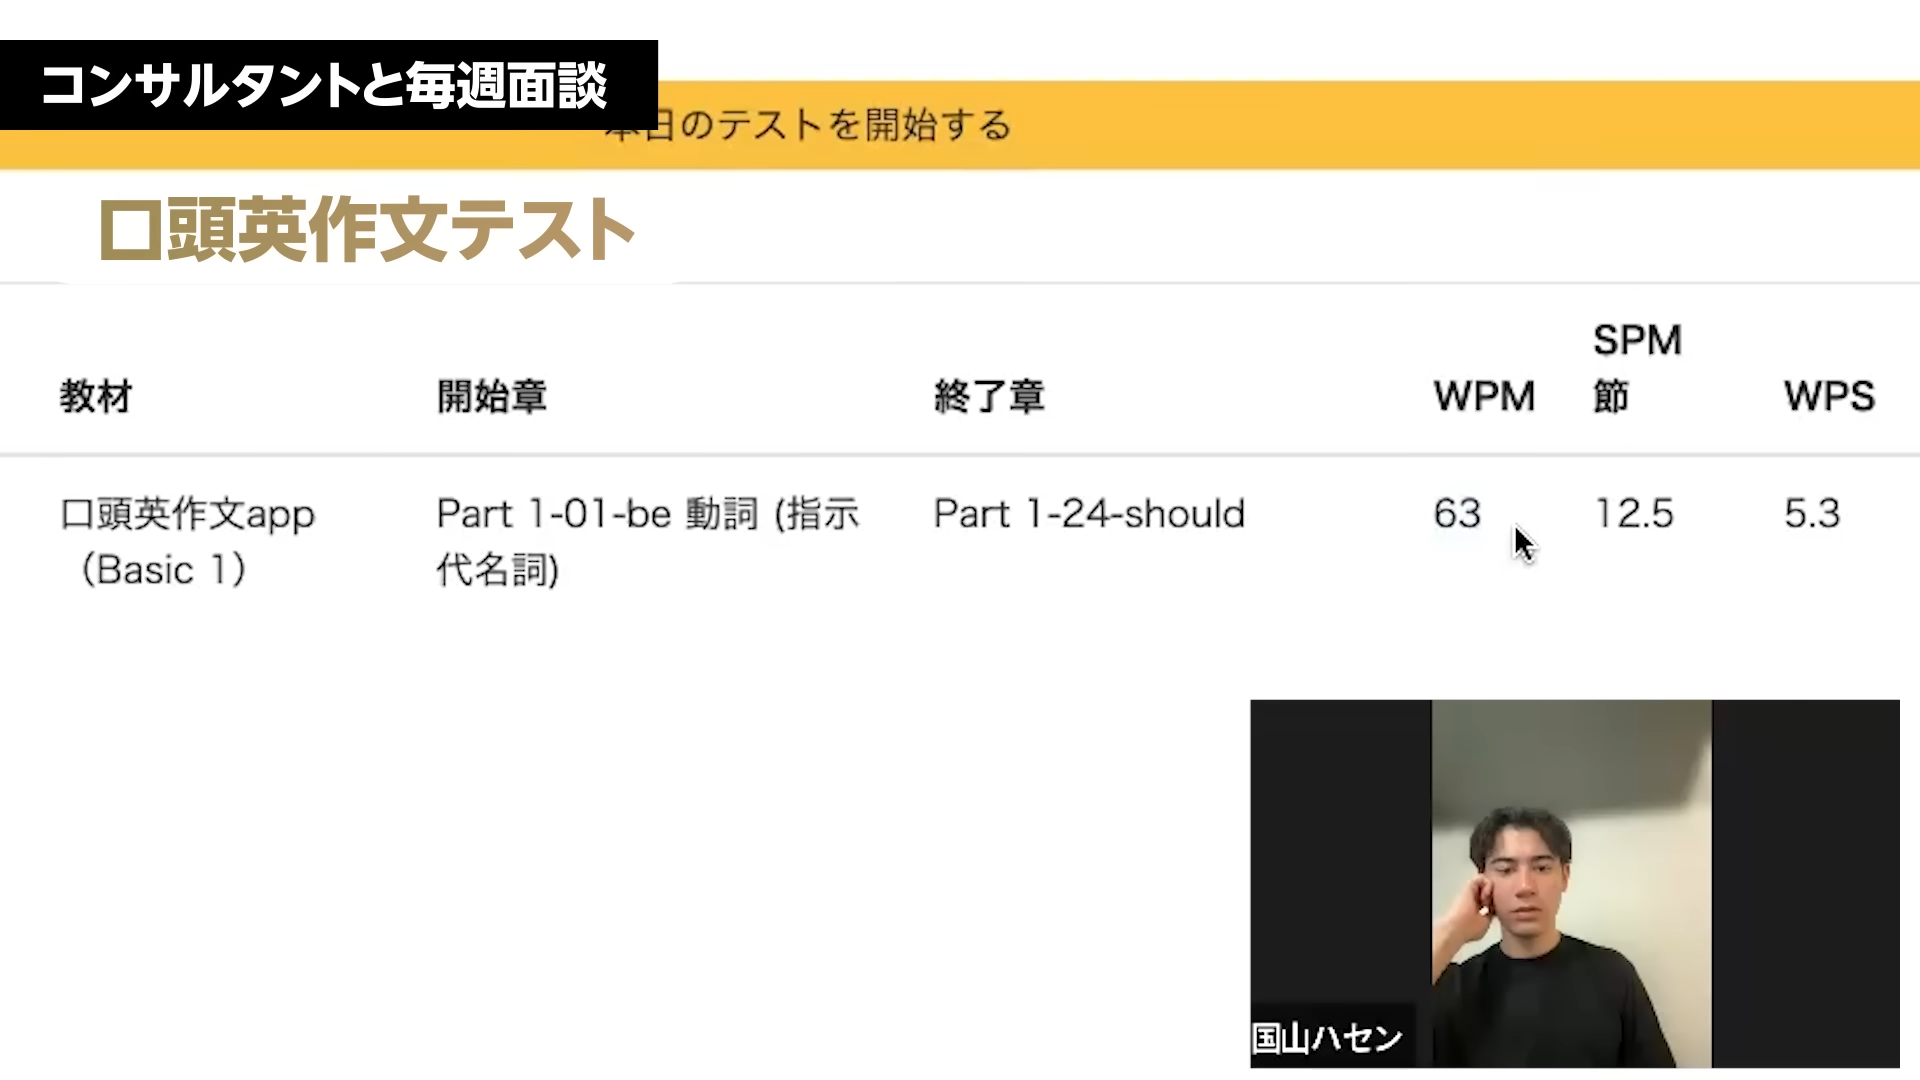 コンサルタントと毎週面談
本日のテストを開始する
口頭英作文テスト
教材 開始章 終了章 WPM SPM節 WPS
口頭英作文app（Basic 1） Part 1-01-be 動詞 (指示代名詞) Part 1-24-should 63 12.5 5.3
国山ハセン